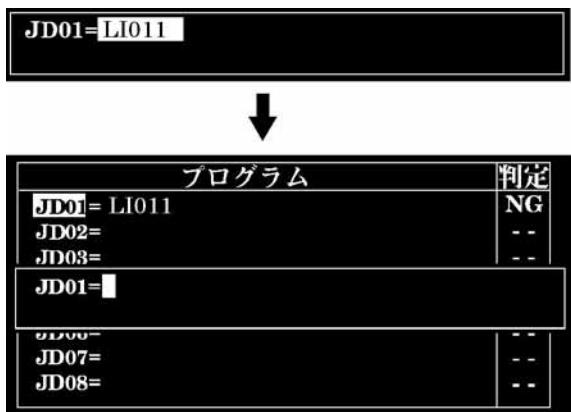 JD01=LI011
プログラム 判定
JD01= LI011 NG
JD02= - -
JD03= - -
JD01=
- -
JD07= - -
JD08= - -